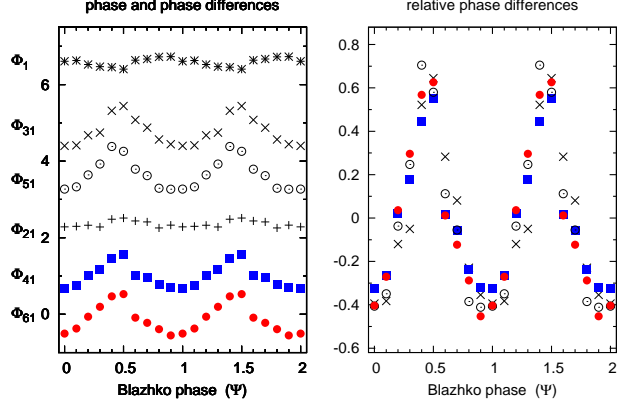 phase and phase differences
relative phase differences
Φ1
Φ31
Φ51
Φ21
Φ41
Φ61
6
4
2
0
0 0.5 1 1.5 2
Blazhko phase (Ψ)
0.8
0.6
0.4
0.2
0
-0.2
-0.4
-0.6
0 0.5 1 1.5 2
Blazhko phase (Ψ)